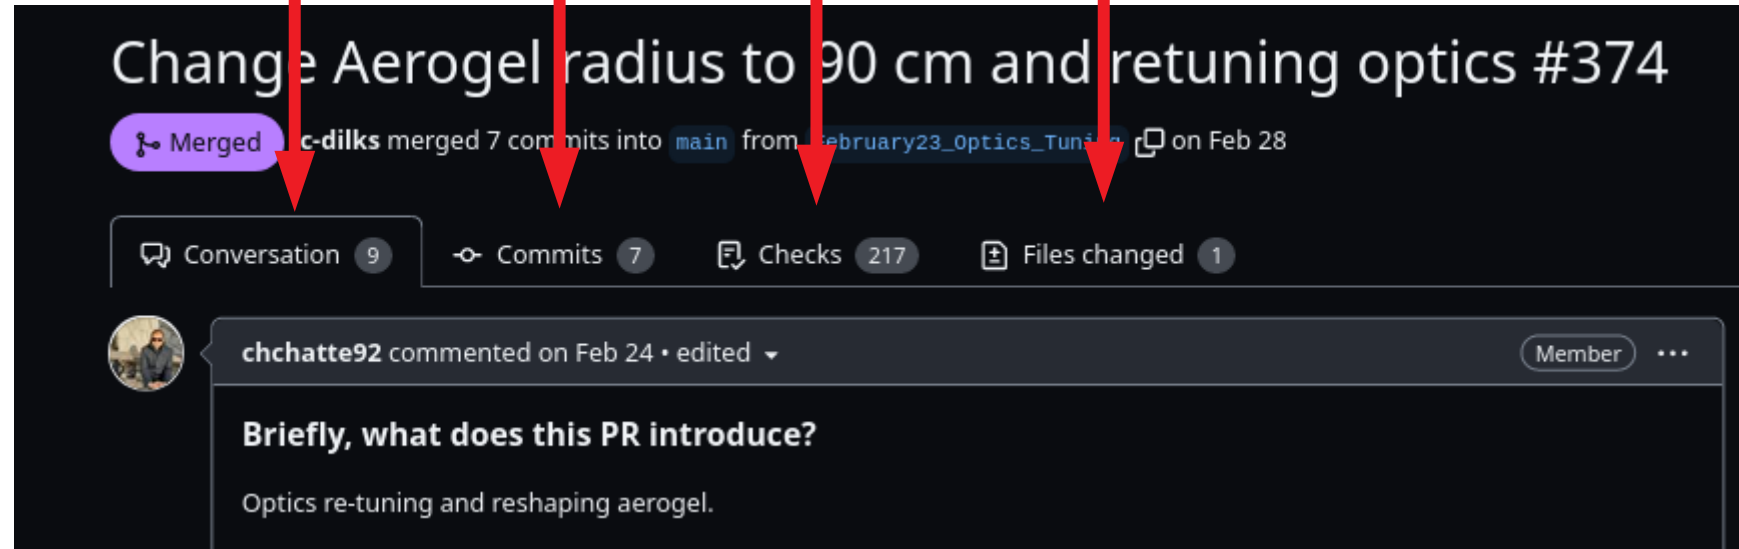 Change Aerogel radius to 90 cm and retuning optics #374
Merged c-dilks merged 7 commits into main from February23_Optics_Tuning on Feb 28
Conversation 9 Commits 7 Checks 217 Files changed 1
chchatte92 commented on Feb 24 • edited Member
Briefly, what does this PR introduce?
Optics re-tuning and reshaping aerogel.